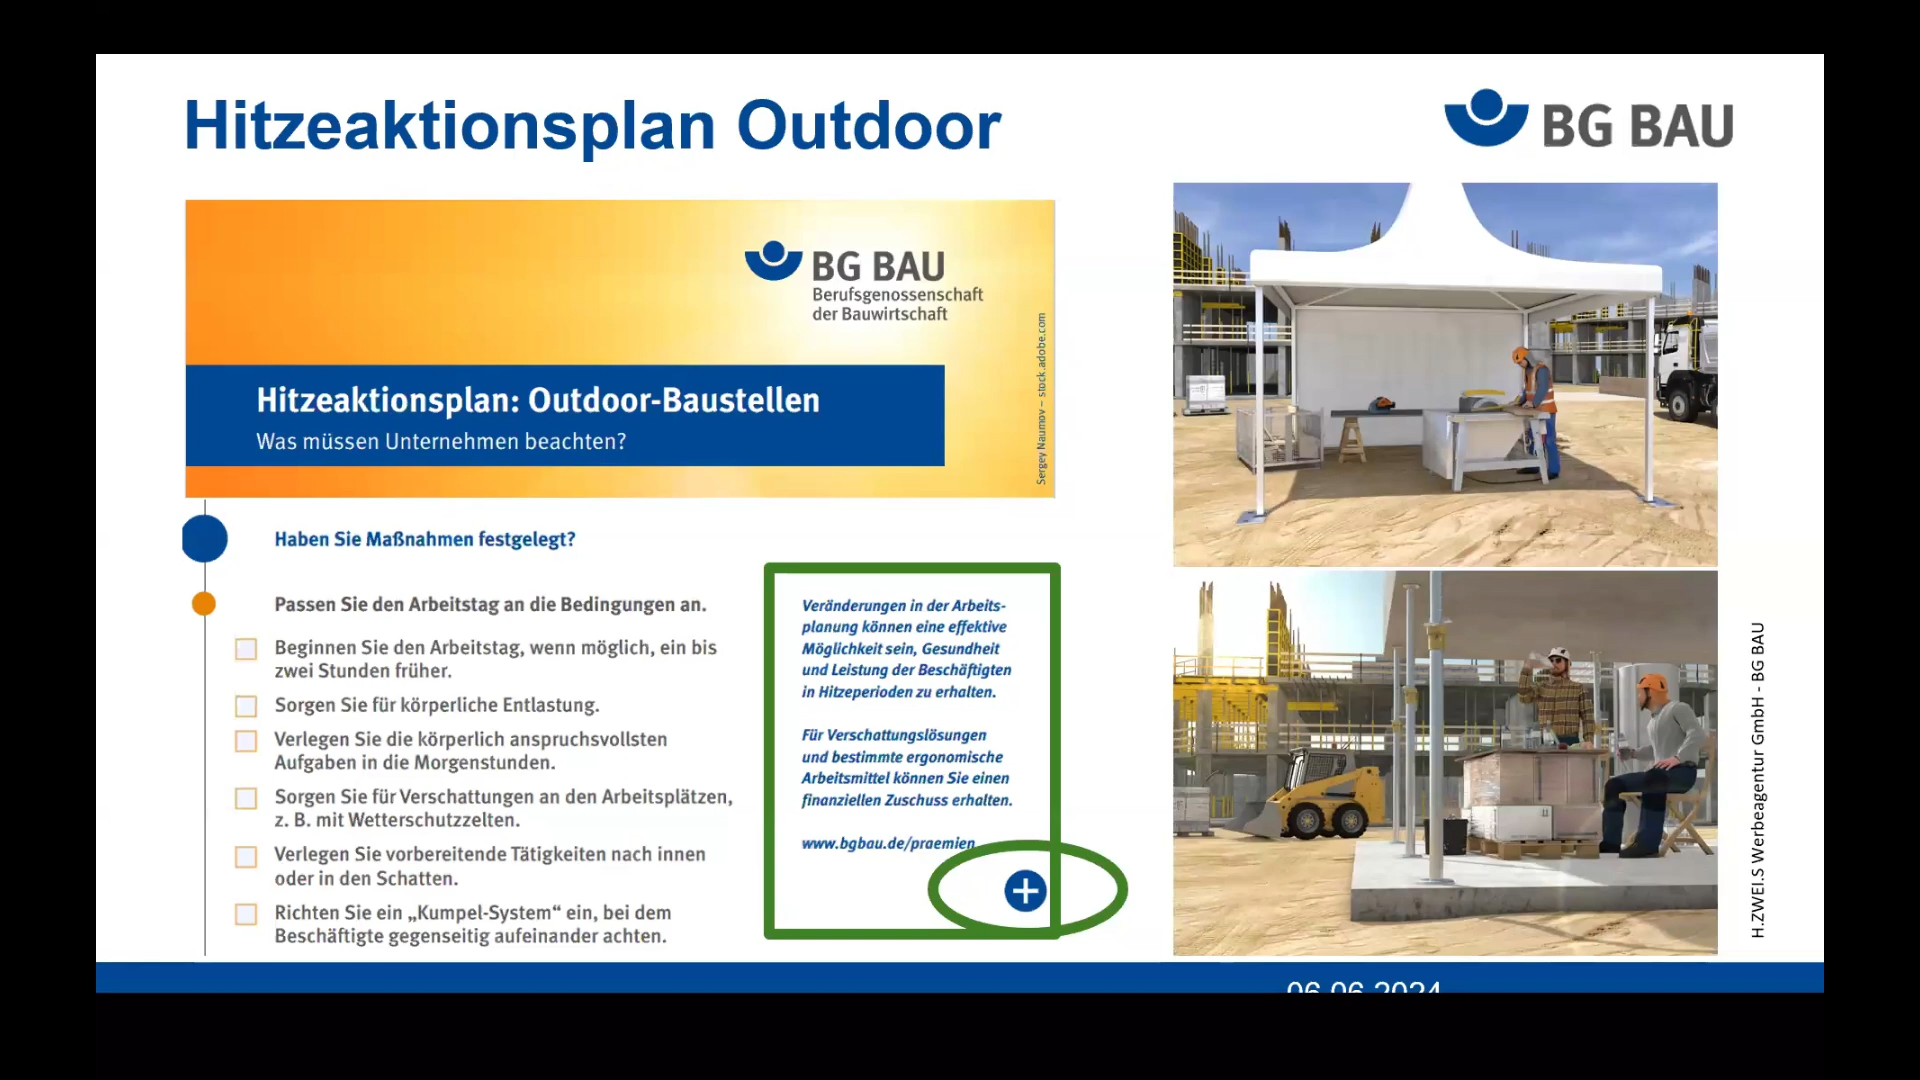 Hitzeaktionsplan Outdoor
BG BAU
BG BAU
Berufsgenossenschaft
der Bauwirtschaft
Sergey Naumov – stock.adobe.com
Hitzeaktionsplan: Outdoor-Baustellen
Was müssen Unternehmen beachten?
Haben Sie Maßnahmen festgelegt?
Passen Sie den Arbeitstag an die Bedingungen an.
Beginnen Sie den Arbeitstag, wenn möglich, ein bis
zwei Stunden früher.
Sorgen Sie für körperliche Entlastung.
Verlegen Sie die körperlich anspruchsvollsten
Aufgaben in die Morgenstunden.
Sorgen Sie für Verschattungen an den Arbeitsplätzen,
z. B. mit Wetterschutzzelten.
Verlegen Sie vorbereitende Tätigkeiten nach innen
oder in den Schatten.
Richten Sie ein „Kumpel-System“ ein, bei dem
Beschäftigte gegenseitig aufeinander achten.
Veränderungen in der Arbeits-
planung können eine effektive
Möglichkeit sein, Gesundheit
und Leistung der Beschäftigten
in Hitzeperioden zu erhalten.
Für Verschattungslösungen
und bestimmte ergonomische
Arbeitsmittel können Sie einen
finanziellen Zuschuss erhalten.
www.bgbau.de/praemien
H.ZWEI.S Werbeagentur GmbH - BG BAU
06.06.2024